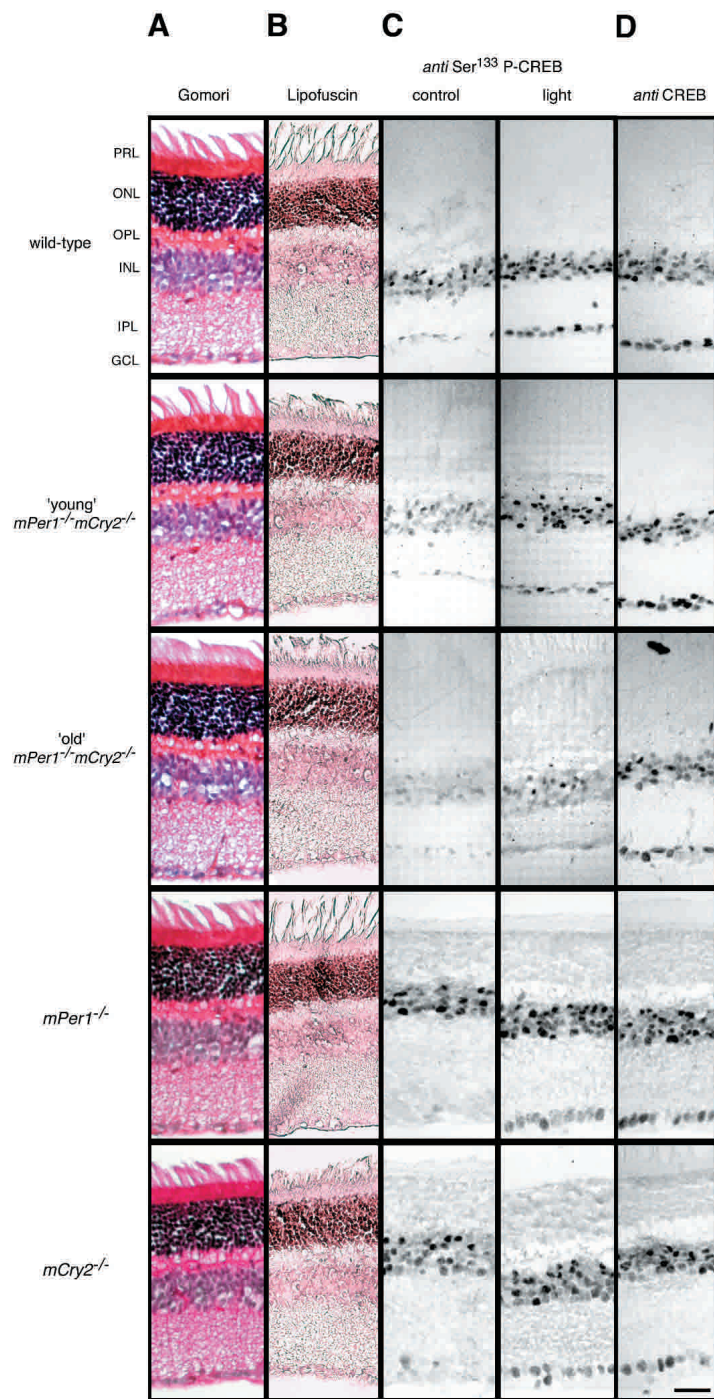 A B C D
anti Ser¹³³ P-CREB
Gomori Lipofuscin control light anti CREB
PRL
ONL
OPL
wild-type
INL
IPL
GCL
'young'
mPer1⁻/⁻mCry2⁻/⁻
'old'
mPer1⁻/⁻mCry2⁻/⁻
mPer1⁻/⁻
mCry2⁻/⁻